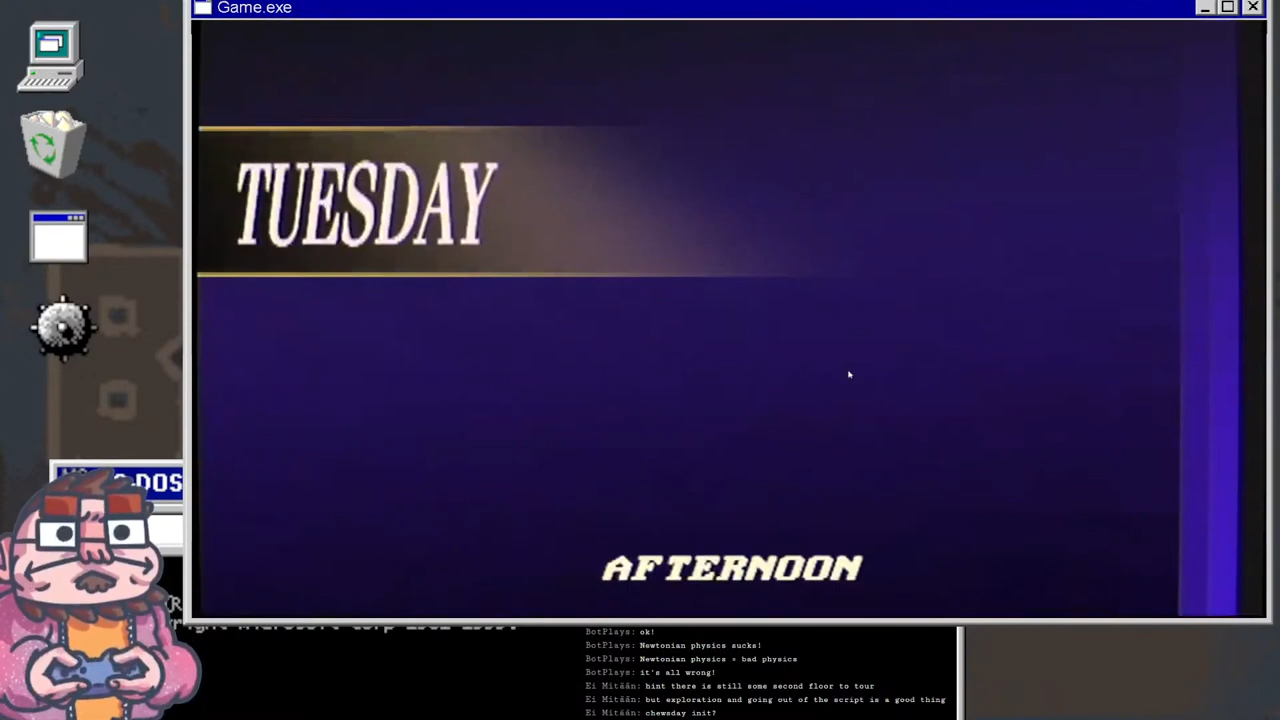 Game.exe
TUESDAY
AFTERNOON
BotPlays: ok!
BotPlays: Newtonian physics sucks!
BotPlays: Newtonian physics = bad physics
BotPlays: it's all wrong!
Ei Mitään: hint there is still some second floor to tour
Ei Mitään: but exploration and going out of the script is a good thing
Ei Mitään: chewsday init?